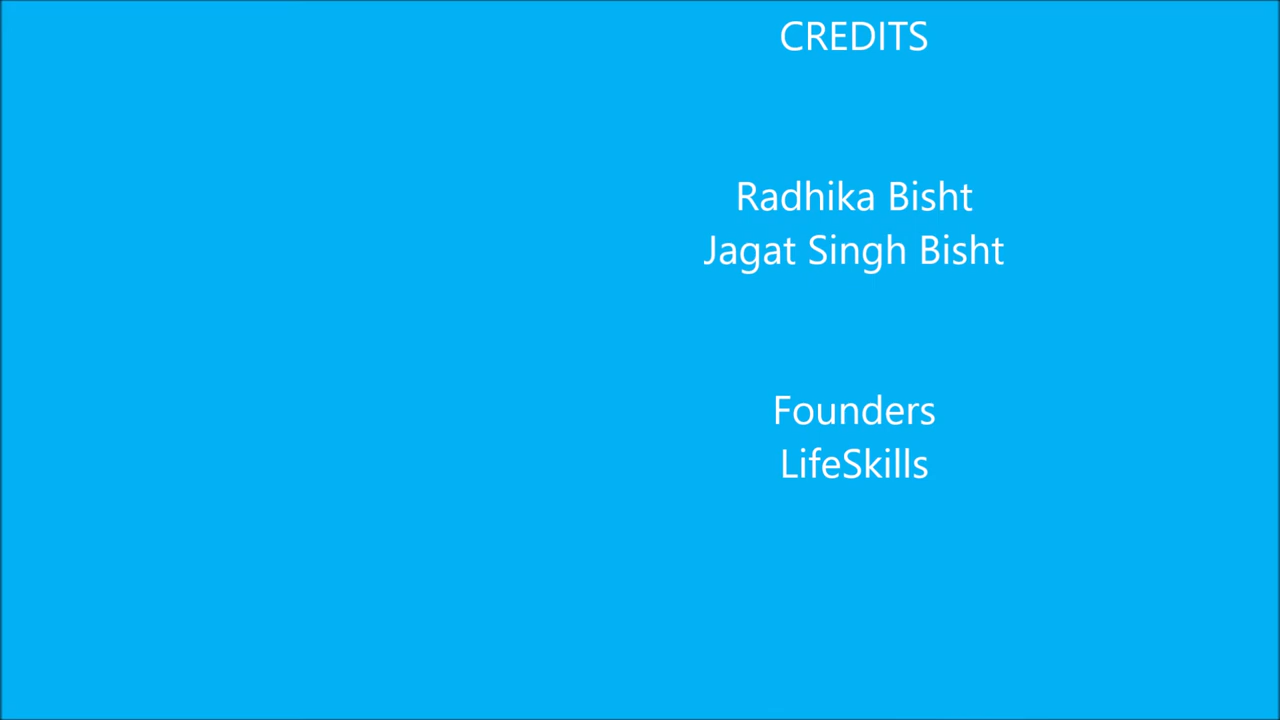 CREDITS
Radhika Bisht
Jagat Singh Bisht
Founders
LifeSkills